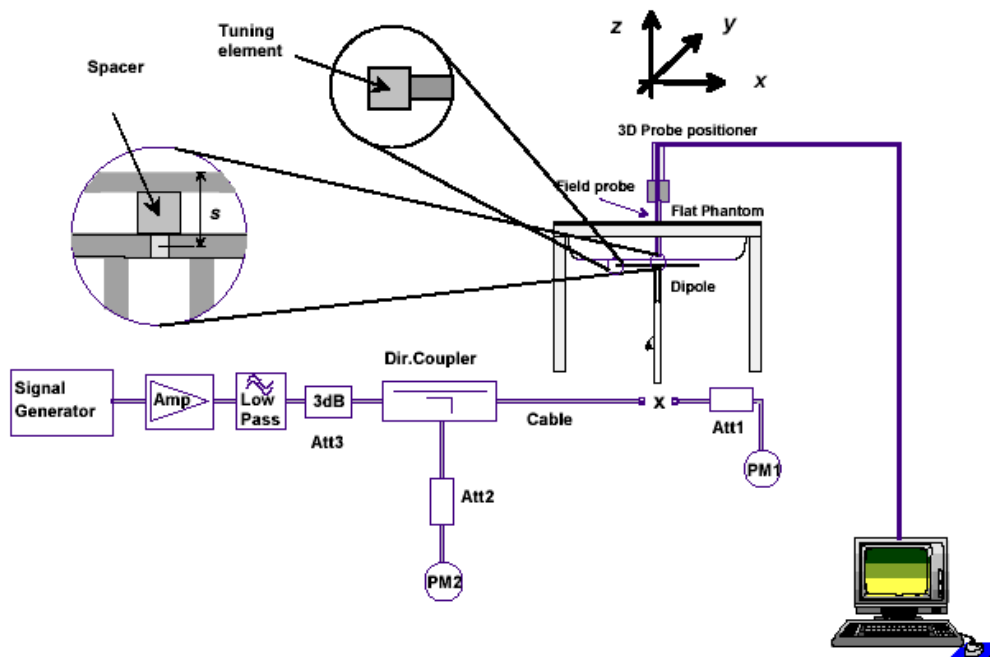 Tuning
element
z
y
x
Spacer
3D Probe positioner
Field probe
s
Flat Phantom
Dipole
Dir.Coupler
Signal
Generator
Amp
Low
Pass
3dB
Att3
Cable
x
Att1
PM1
Att2
PM2